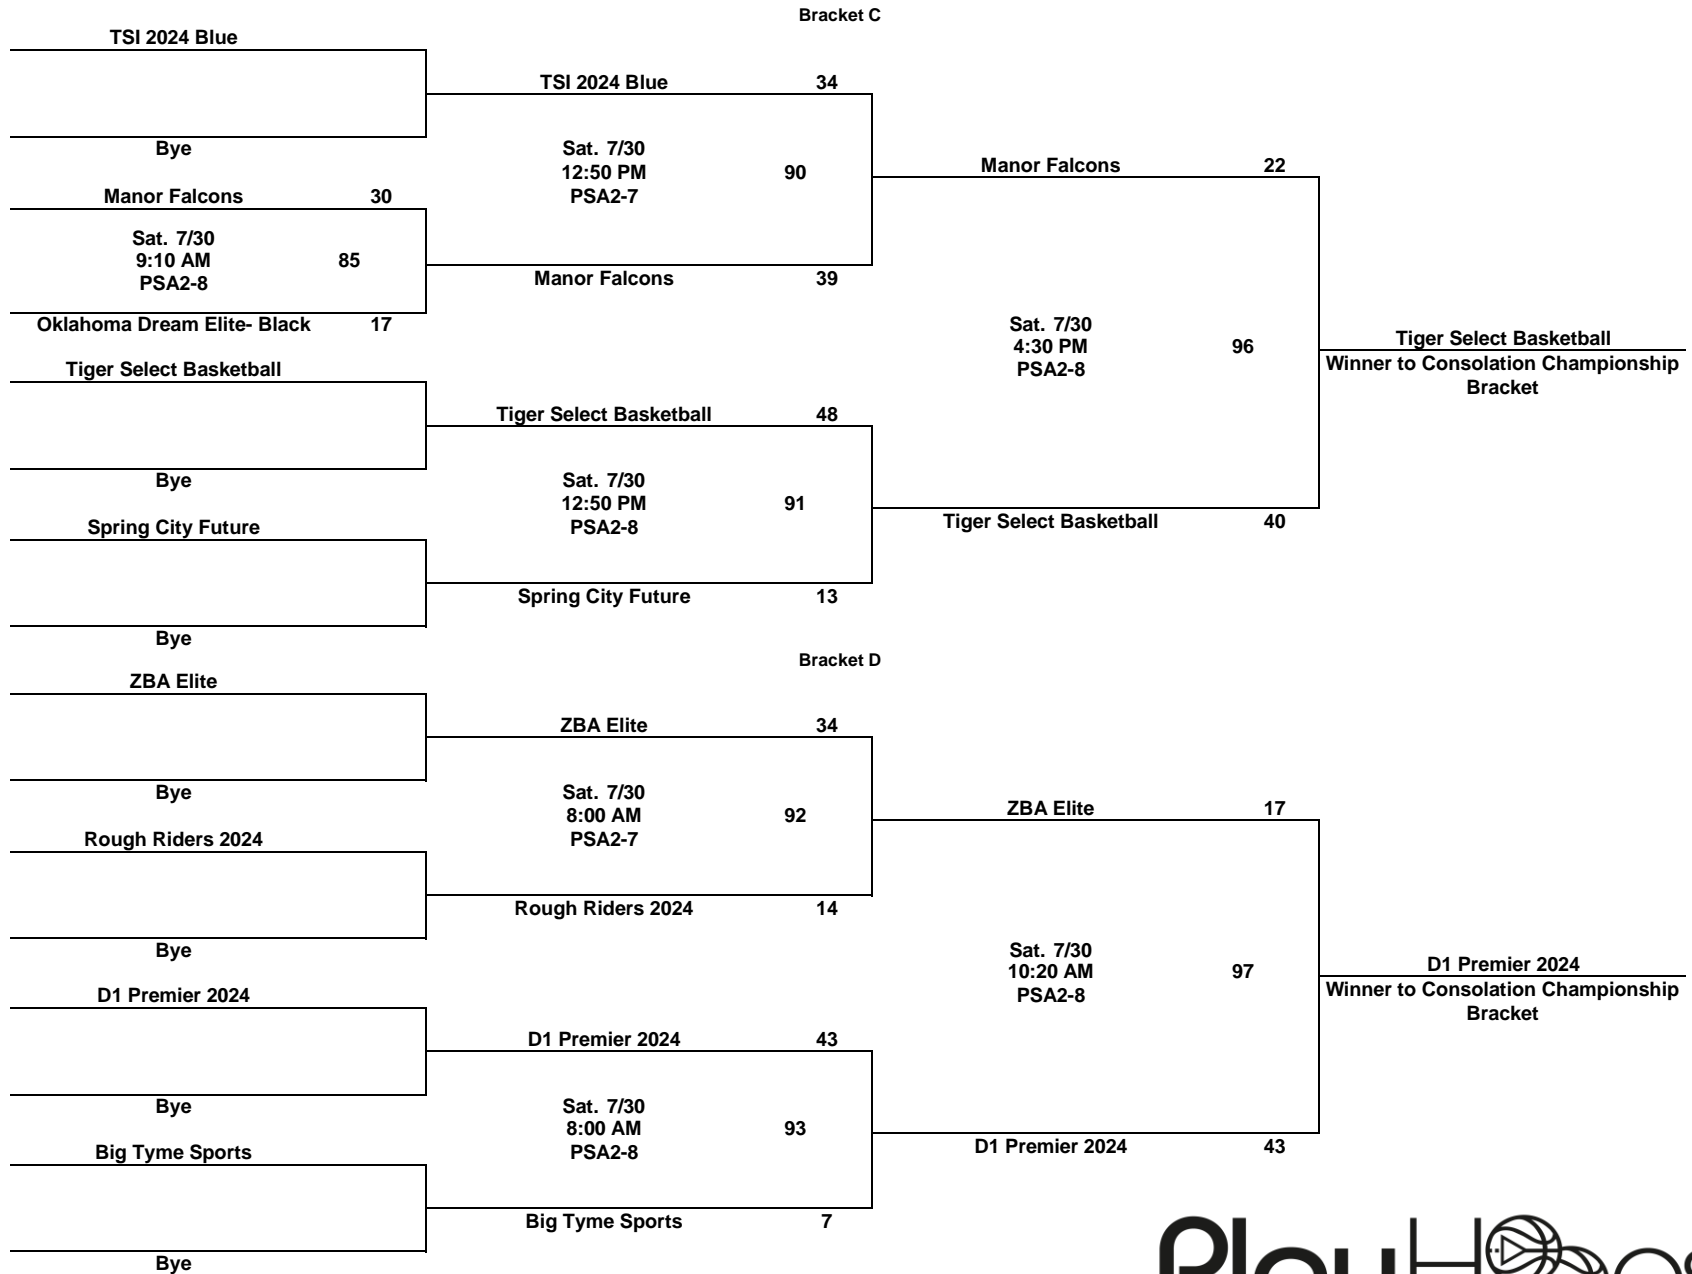 Bracket C
TSI 2024 Blue
TSI 2024 Blue 34
Bye
Sat. 7/30
12:50 PM 90
PSA2-7
Manor Falcons 22
Manor Falcons 30
Sat. 7/30
9:10 AM 85
PSA2-8
Manor Falcons 39
Oklahoma Dream Elite- Black 17
Sat. 7/30
4:30 PM 96
PSA2-8
Tiger Select Basketball
Winner to Consolation Championship
Bracket
Tiger Select Basketball
Tiger Select Basketball 48
Bye
Sat. 7/30
12:50 PM 91
PSA2-8
Tiger Select Basketball 40
Spring City Future
Spring City Future 13
Bye
Bracket D
ZBA Elite
ZBA Elite 34
Bye
Sat. 7/30
8:00 AM 92
PSA2-7
ZBA Elite 17
Rough Riders 2024
Rough Riders 2024 14
Bye
Sat. 7/30
10:20 AM 97
PSA2-8
D1 Premier 2024
Winner to Consolation Championship
Bracket
D1 Premier 2024
D1 Premier 2024 43
Bye
Sat. 7/30
8:00 AM 93
PSA2-8
D1 Premier 2024 43
Big Tyme Sports
Big Tyme Sports 7
Bye
PlayHoops